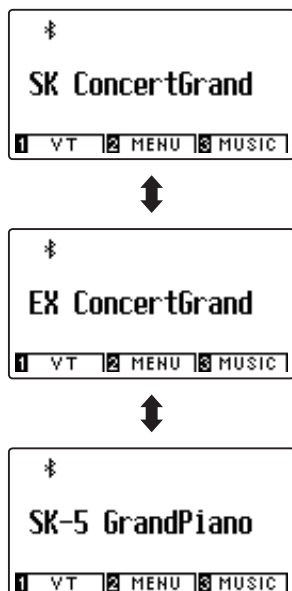 SK ConcertGrand
1 VT 2 MENU 3 MUSIC
EX ConcertGrand
1 VT 2 MENU 3 MUSIC
SK-5 GrandPiano
1 VT 2 MENU 3 MUSIC